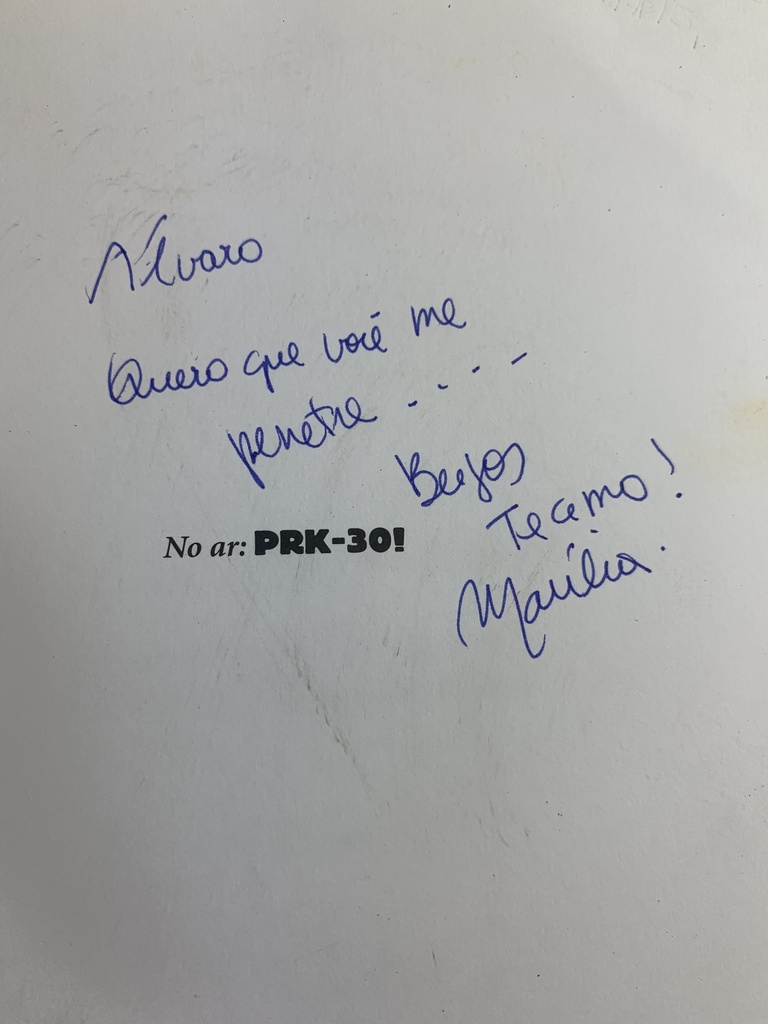 Álvaro
Quero que você me
penetre . . . . -
Beijos
Te amo!
No ar: PRK-30!
Marília.